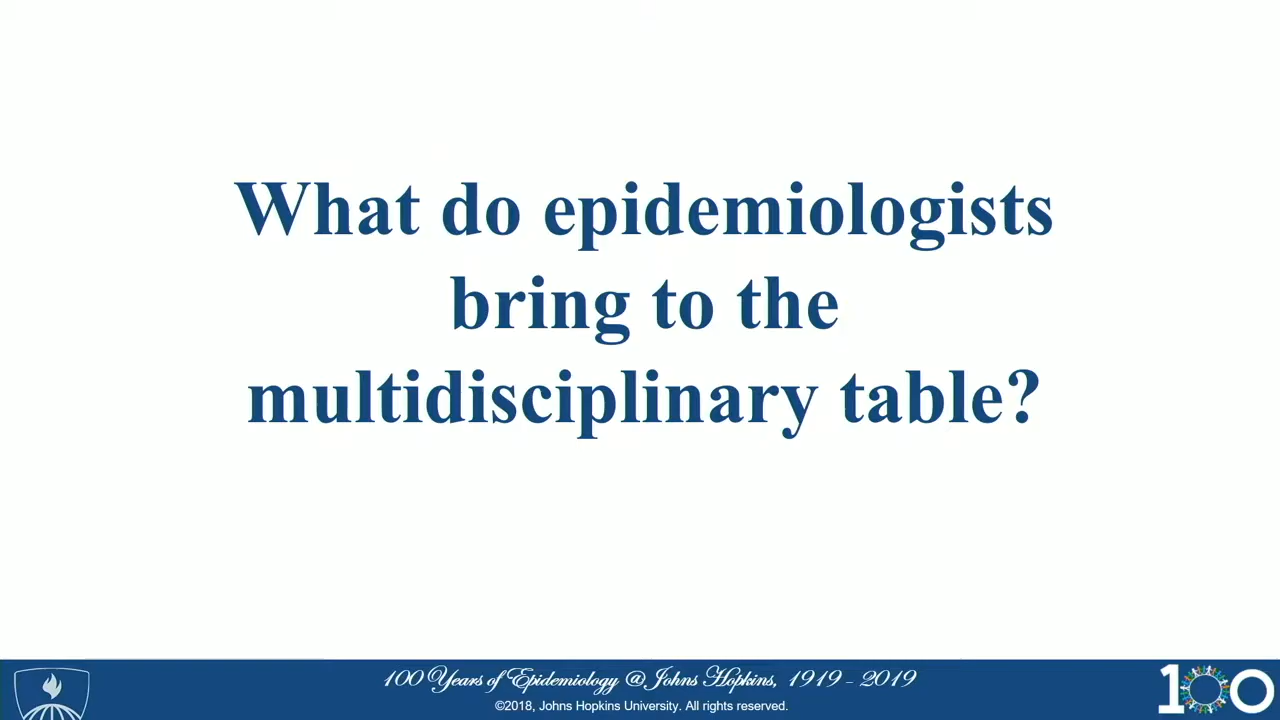 What do epidemiologists
bring to the
multidisciplinary table?
100 Years of Epidemiology @ Johns Hopkins, 1919 - 2019
©2018, Johns Hopkins University. All rights reserved.
100